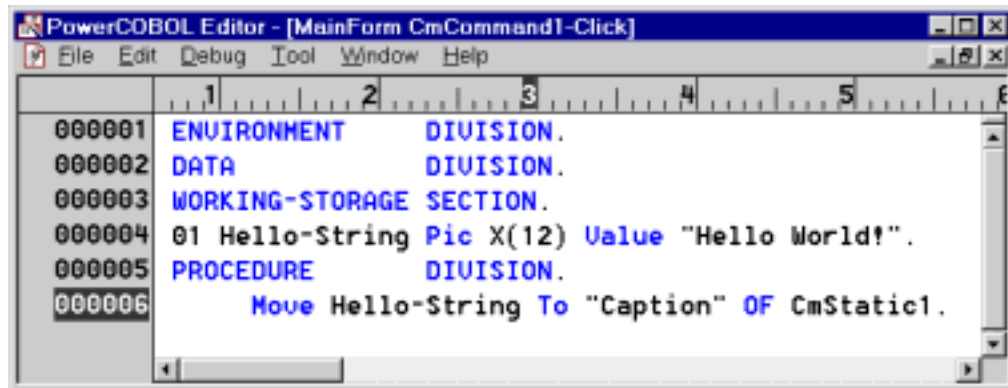 PowerCOBOL Editor - [MainForm CmCommand1-Click]
File Edit Debug Tool Window Help
1 2 3 4 5
000001 ENVIRONMENT DIVISION.
000002 DATA DIVISION.
000003 WORKING-STORAGE SECTION.
000004 01 Hello-String Pic X(12) Value "Hello World!".
000005 PROCEDURE DIVISION.
000006 Move Hello-String To "Caption" OF CmStatic1.